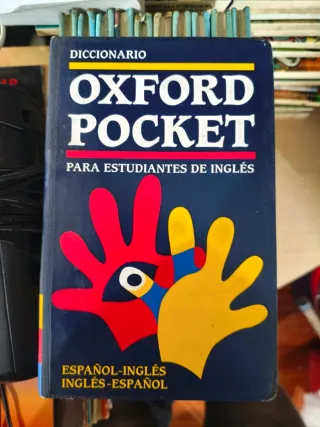 DICCIONARIO
OXFORD
POCKET
PARA ESTUDIANTES DE INGLÉS
ESPAÑOL-INGLÉS
INGLÉS-ESPAÑOL